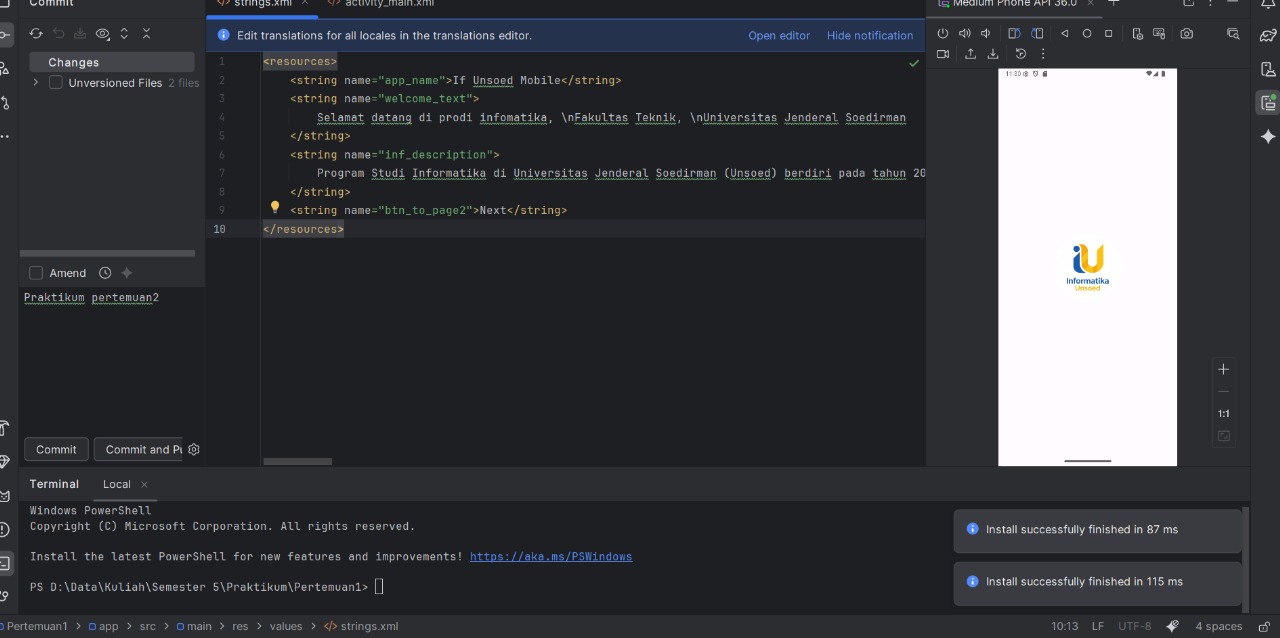 Commit
strings.xml
activity_main.xml
Medium Phone API 36.0
Edit translations for all locales in the translations editor.
Open editor
Hide notification
Changes
Unversioned Files 2 files
1 <resources>
2 <string name="app_name">If Unsoed Mobile</string>
3 <string name="welcome_text">
4 Selamat datang di prodi infomatika, \nFakultas Teknik, \nUniversitas Jenderal Soedirman
5 </string>
6 <string name="inf_description">
7 Program Studi Informatika di Universitas Jenderal Soedirman (Unsoed) berdiri pada tahun 20
8 </string>
9 <string name="btn_to_page2">Next</string>
10 </resources>
Amend
Praktikum pertemuan2
Commit
Commit and Pu
11:30
Informatika
Unsoed
1:1
Terminal
Local
Windows PowerShell
Copyright (C) Microsoft Corporation. All rights reserved.
Install the latest PowerShell for new features and improvements! https://aka.ms/PSWindows
PS D:\Data\Kuliah\Semester 5\Praktikum\Pertemuan1>
Install successfully finished in 87 ms
Install successfully finished in 115 ms
Pertemuan1 > app > src > main > res > values > strings.xml
10:13 LF UTF-8 4 spaces